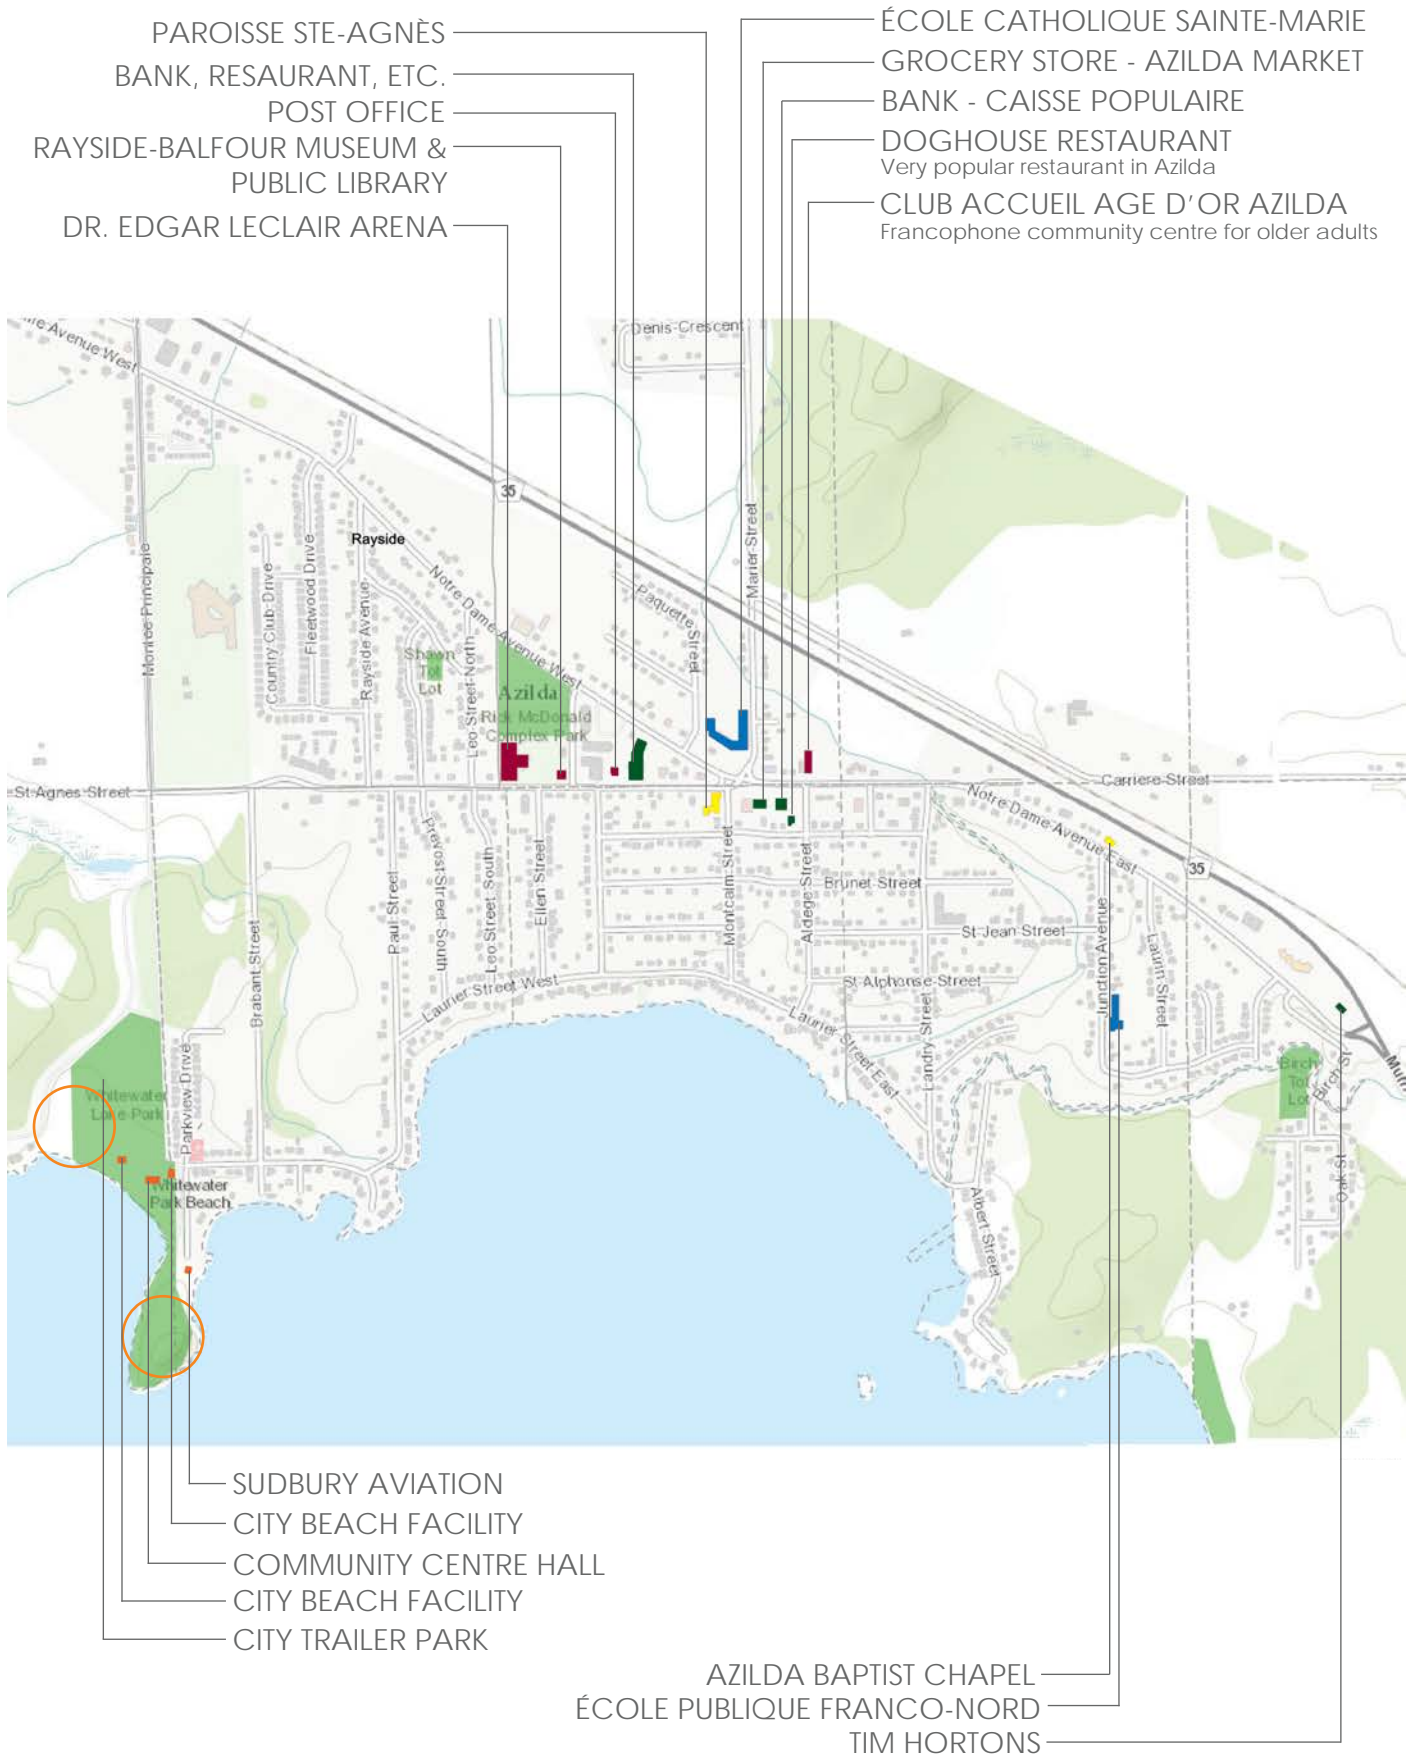 PAROISSE STE-AGNÈS
BANK, RESAURANT, ETC.
POST OFFICE
RAYSIDE-BALFOUR MUSEUM &
PUBLIC LIBRARY
DR. EDGAR LECLAIR ARENA
ÉCOLE CATHOLIQUE SAINTE-MARIE
GROCERY STORE - AZILDA MARKET
BANK - CAISSE POPULAIRE
DOGHOUSE RESTAURANT
Very popular restaurant in Azilda
CLUB ACCUEIL AGE D'OR AZILDA
Francophone community centre for older adults
Avenue West
Denis Crescent
35
Rayside
Marier Street
Montee Principale
Country Club Drive
Fleetwood Drive
Rayside Avenue
Notre Dame Avenue West
Paquette Street
Shawn
Tot
Lot
Leo Street North
Azilda
Rick McDonald
Complex Park
St Agnes Street
Carriere Street
Notre Dame Avenue East
35
Brabant Street
Paul Street
Prevost Street South
Leo Street South
Ellen Street
Montcalm Street
Aldege Street
Brunet Street
St Jean Street
Junction Avenue
Laurin Street
St Alphonse Street
Laurier Street West
Laurier Street East
Landry Street
Parkview Drive
Whitewater
Lake Park
Whitewater
Park Beach
Albert Street
Birch
Tot
Lot
Birch St
Oak St
SUDBURY AVIATION
CITY BEACH FACILITY
COMMUNITY CENTRE HALL
CITY BEACH FACILITY
CITY TRAILER PARK
AZILDA BAPTIST CHAPEL
ÉCOLE PUBLIQUE FRANCO-NORD
TIM HORTONS